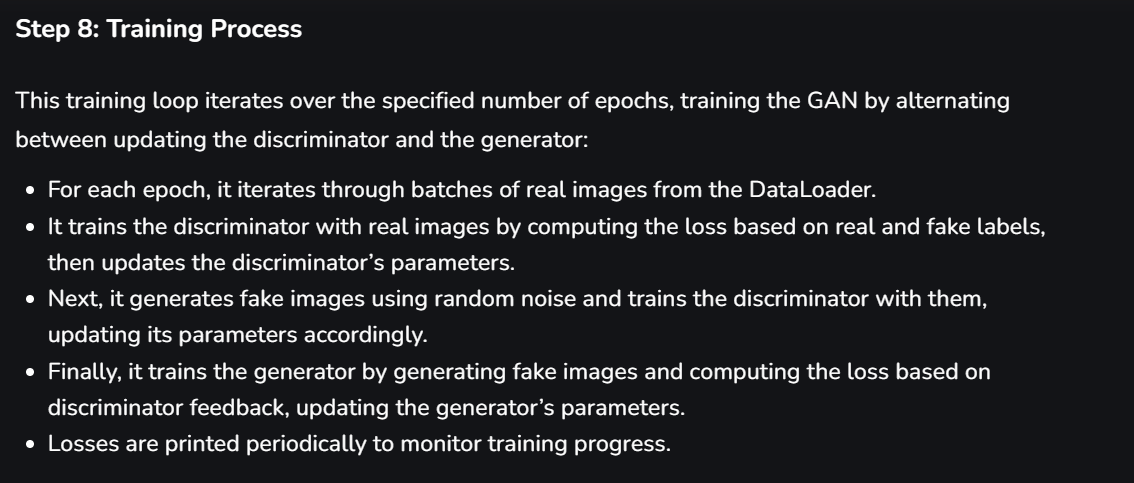 Step 8: Training Process
This training loop iterates over the specified number of epochs, training the GAN by alternating
between updating the discriminator and the generator:
• For each epoch, it iterates through batches of real images from the DataLoader.
• It trains the discriminator with real images by computing the loss based on real and fake labels,
then updates the discriminator’s parameters.
• Next, it generates fake images using random noise and trains the discriminator with them,
updating its parameters accordingly.
• Finally, it trains the generator by generating fake images and computing the loss based on
discriminator feedback, updating the generator’s parameters.
• Losses are printed periodically to monitor training progress.